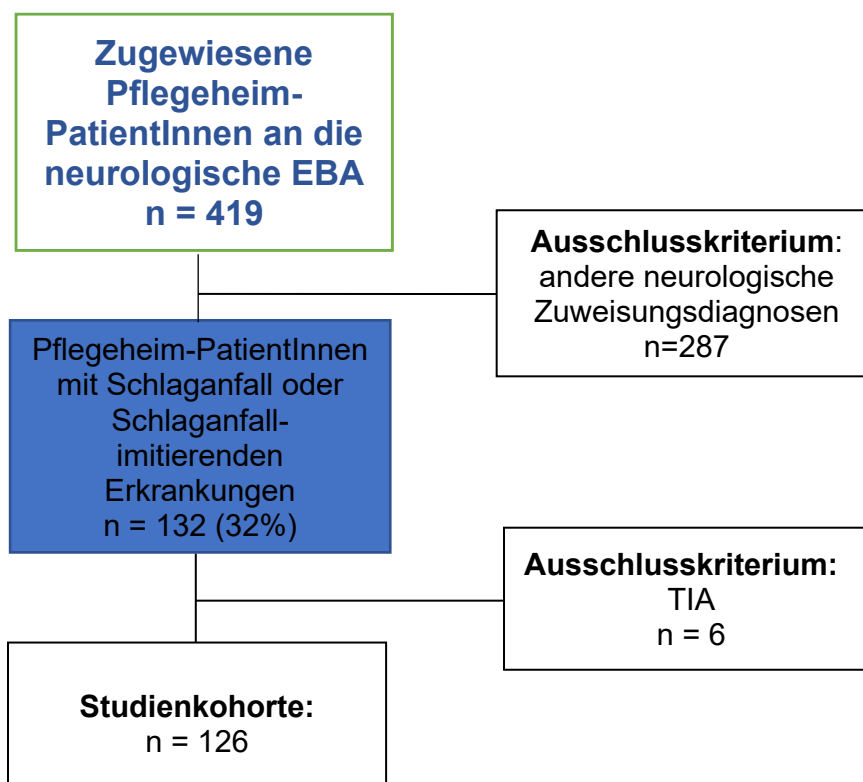 Zugewiesene
Pflegeheim-
PatientInnen an die
neurologische EBA
n = 419
Ausschlusskriterium:
andere neurologische
Zuweisungsdiagnosen
n=287
Pflegeheim-PatientInnen
mit Schlaganfall oder
Schlaganfall-
imitierenden
Erkrankungen
n = 132 (32%)
Ausschlusskriterium:
TIA
n = 6
Studienkohorte:
n = 126